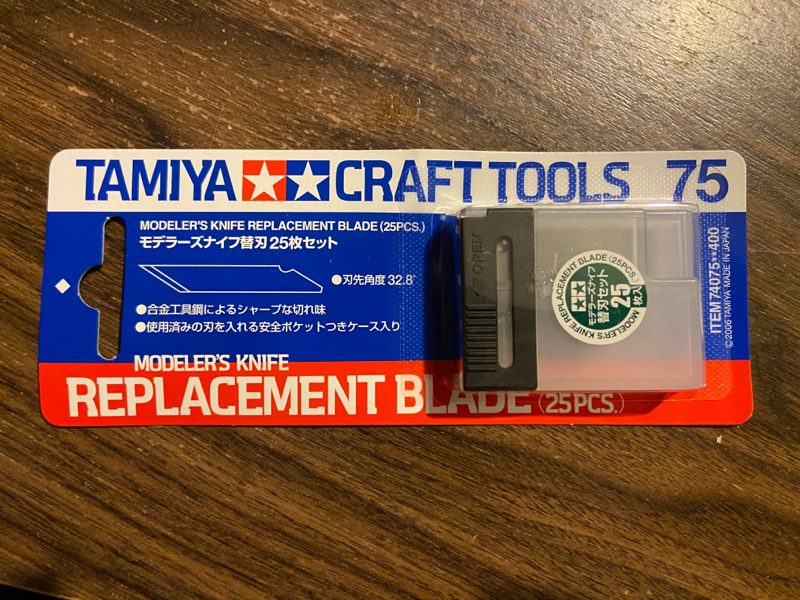 TAMIYA CRAFT TOOLS 75
MODELER'S KNIFE REPLACEMENT BLADE (25PCS.)
モデラーズナイフ替刃25枚セット
●刃先角度 32.8°
●合金工具鋼によるシャープな切れ味
●使用済みの刃を入れる安全ポケットつきケース入り
MODELER'S KNIFE
REPLACEMENT BLADE (25PCS.)
OPEN
MODELER'S KNIFE REPLACEMENT BLADE (25PCS.)
モデラーズナイフ
替刃セット
25枚入
ITEM 74075★★400
©2006 TAMIYA MADE IN JAPAN